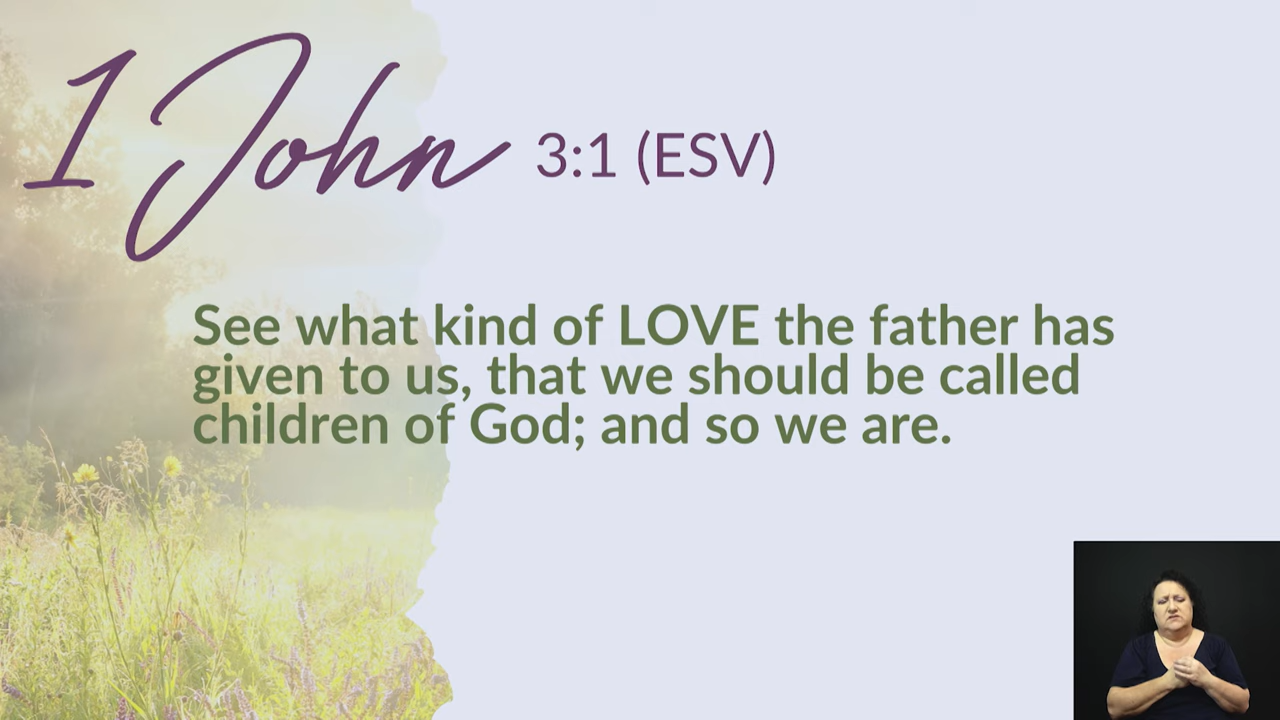 1 John 3:1 (ESV)
See what kind of LOVE the father has
given to us, that we should be called
children of God; and so we are.